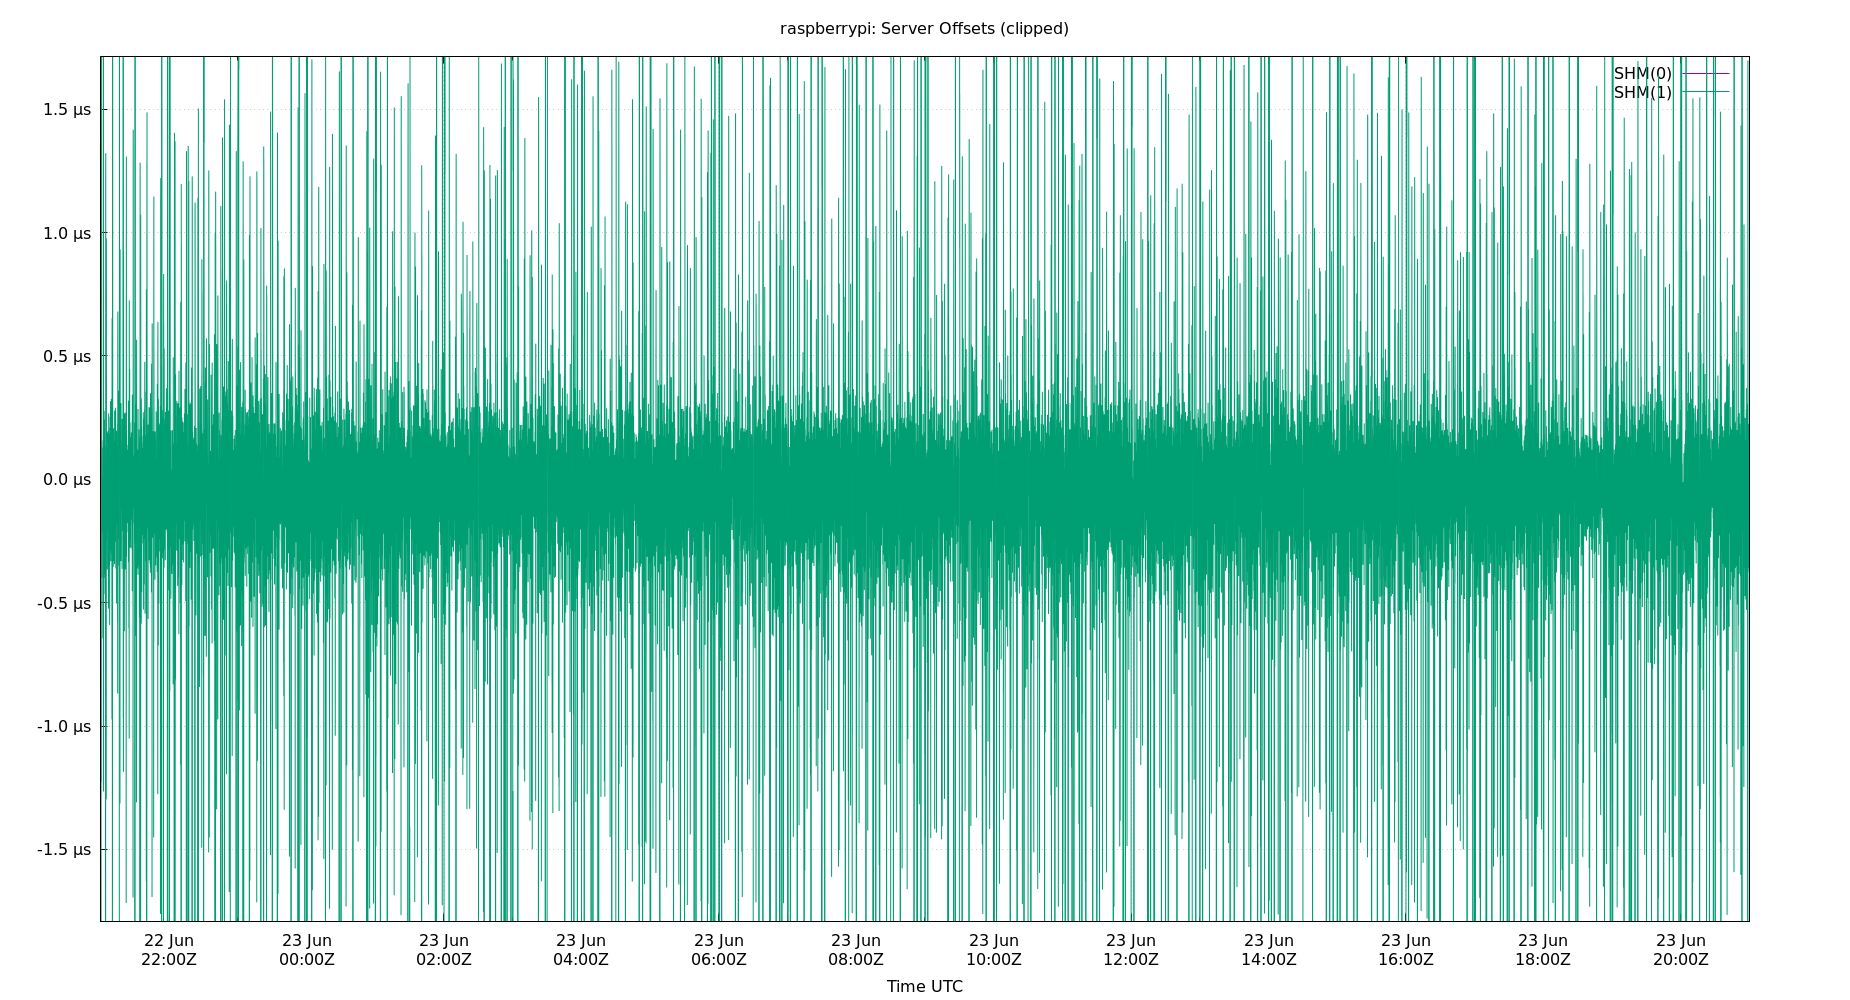 raspberrypi: Server Offsets (clipped)
SHM(0)
SHM(1)
1.5 µs
1.0 µs
0.5 µs
0.0 µs
-0.5 µs
-1.0 µs
-1.5 µs
22 Jun 23 Jun 23 Jun 23 Jun 23 Jun 23 Jun 23 Jun 23 Jun 23 Jun 23 Jun 23 Jun 23 Jun
22:00Z 00:00Z 02:00Z 04:00Z 06:00Z 08:00Z 10:00Z 12:00Z 14:00Z 16:00Z 18:00Z 20:00Z
Time UTC